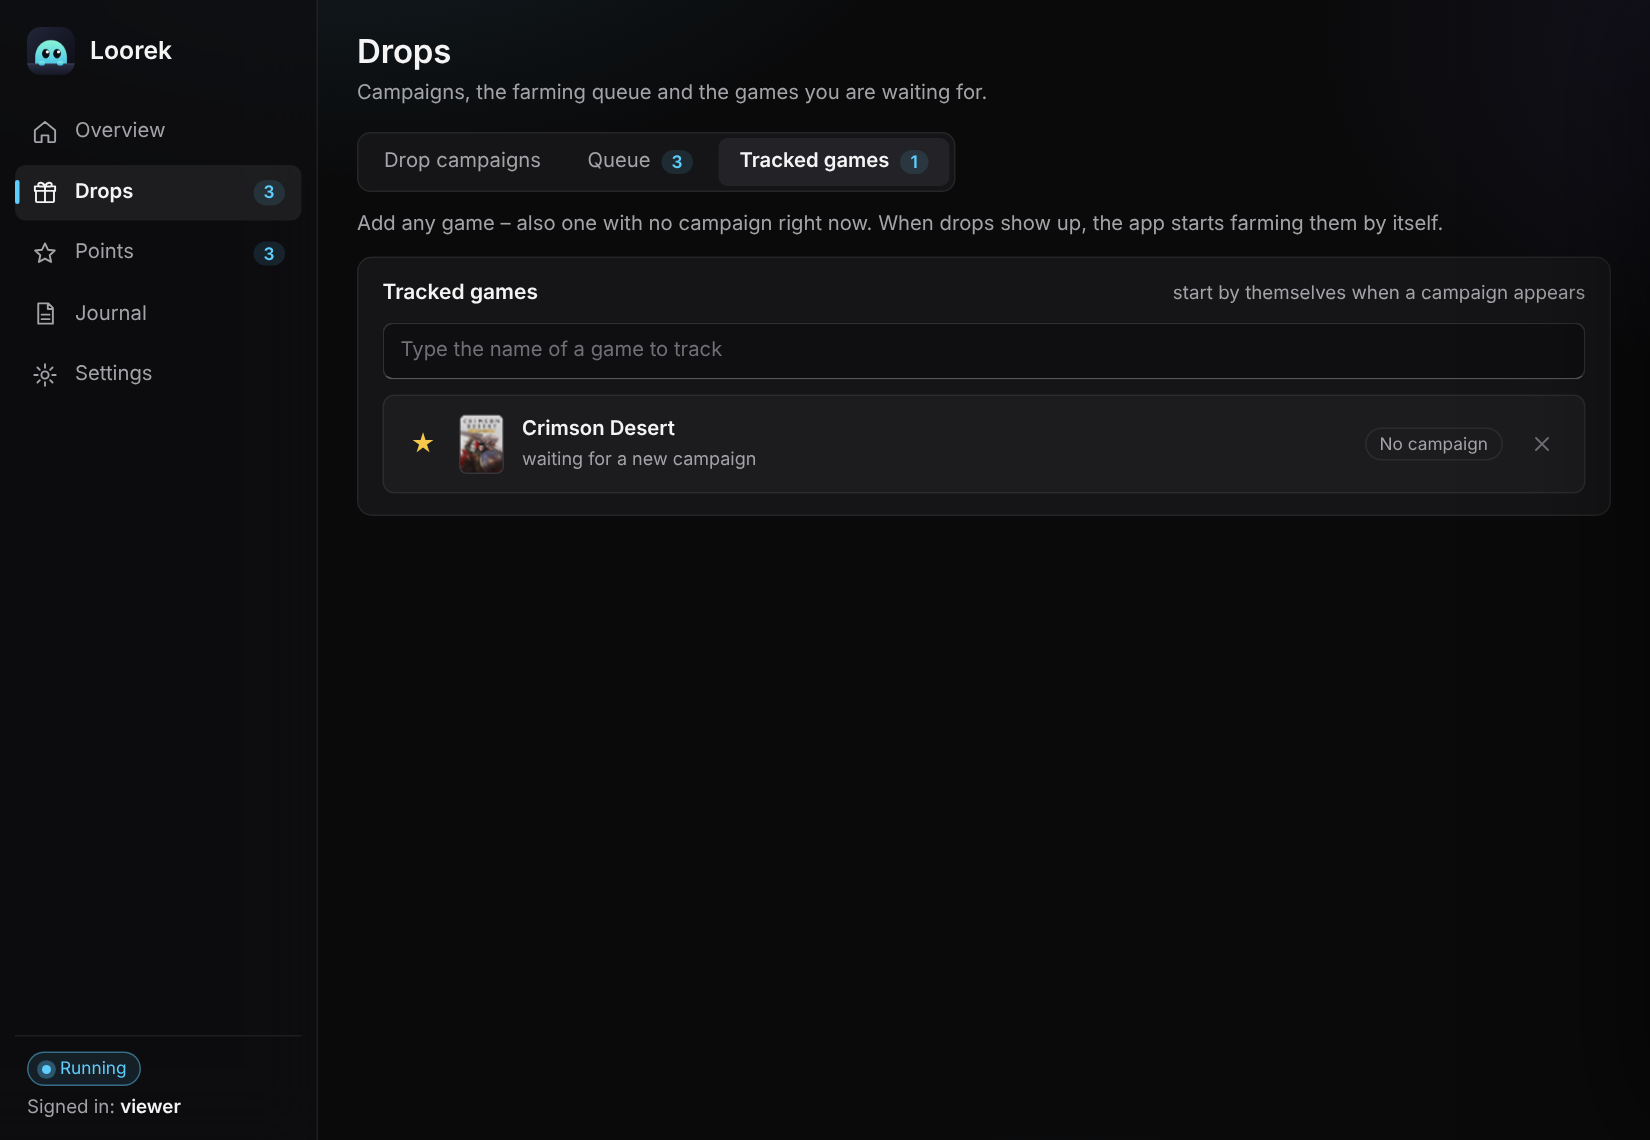 Loorek
Overview
Drops 3
Points 3
Journal
Settings
Running
Signed in: viewer
Drops
Campaigns, the farming queue and the games you are waiting for.
Drop campaigns Queue 3 Tracked games 1
Add any game – also one with no campaign right now. When drops show up, the app starts farming them by itself.
Tracked games start by themselves when a campaign appears
Type the name of a game to track
CRIMSON
DESERT
Crimson Desert
waiting for a new campaign
No campaign